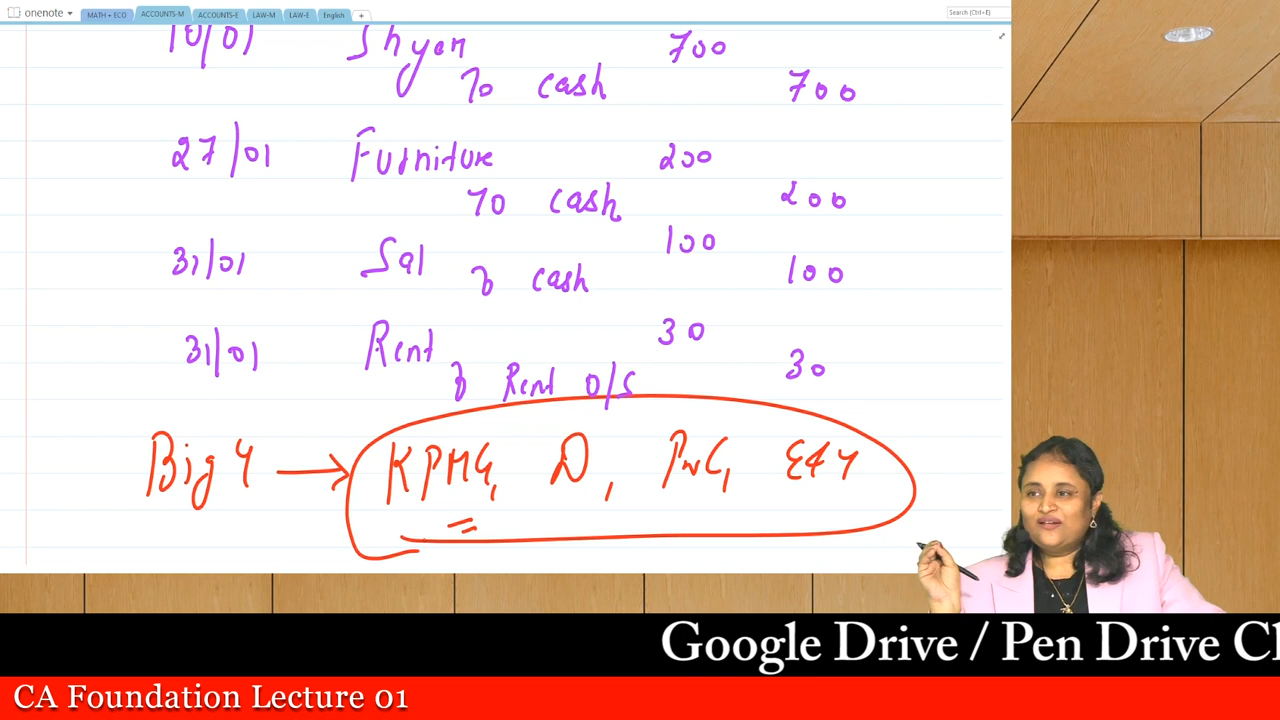 onenote MATH + ECO ACCOUNTS-M ACCOUNTS-E LAW-M LAW-E English + Search (Ctrl+E)
10/01 Shyam 700
To cash 700
27/01 Furniture 200
To cash 200
31/01 Sal 100
To cash 100
31/01 Rent 30
To Rent o/s 30
Big 4 → KPMG, D, PwC, E&Y
Google Drive / Pen Drive Cl
CA Foundation Lecture 01